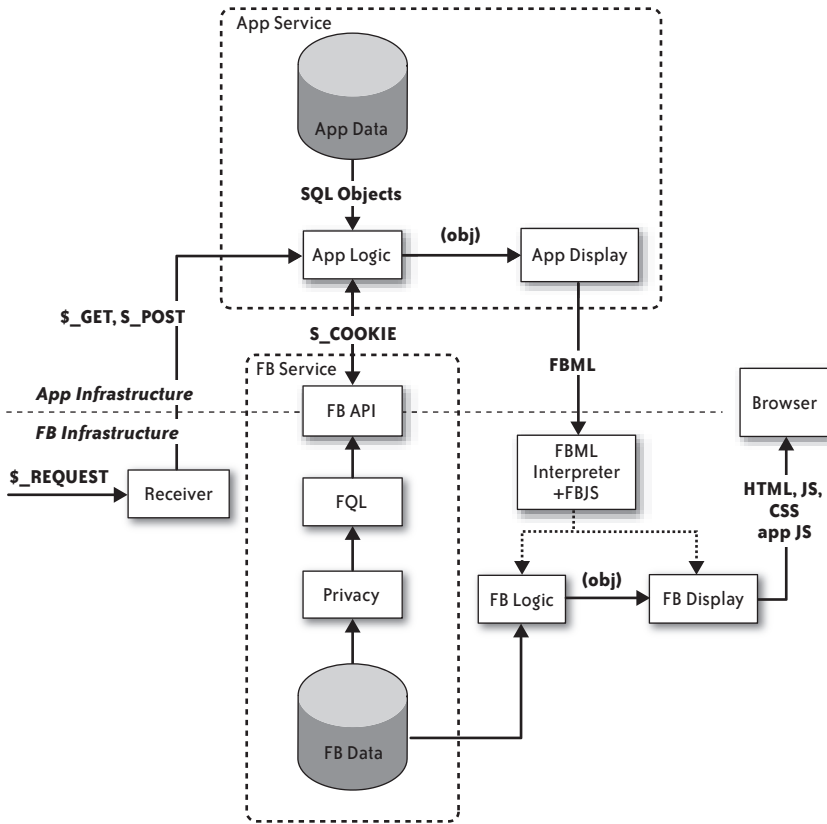 App Service
App Data
SQL Objects
App Logic
(obj)
App Display
$_GET, S_POST
S_COOKIE
FBML
FB Service
App Infrastructure
FB Infrastructure
FB API
Browser
$_REQUEST
Receiver
FQL
FBML
Interpreter
+FBJS
HTML, JS,
CSS
app JS
Privacy
FB Logic
(obj)
FB Display
FB Data